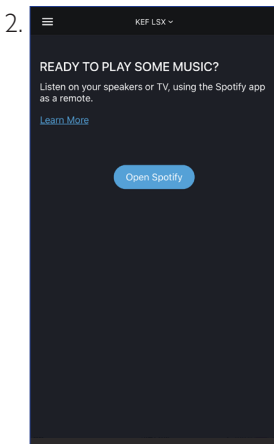 2.
KEF LSX
READY TO PLAY SOME MUSIC?
Listen on your speakers or TV, using the Spotify app
as a remote.
Learn More
Open Spotify